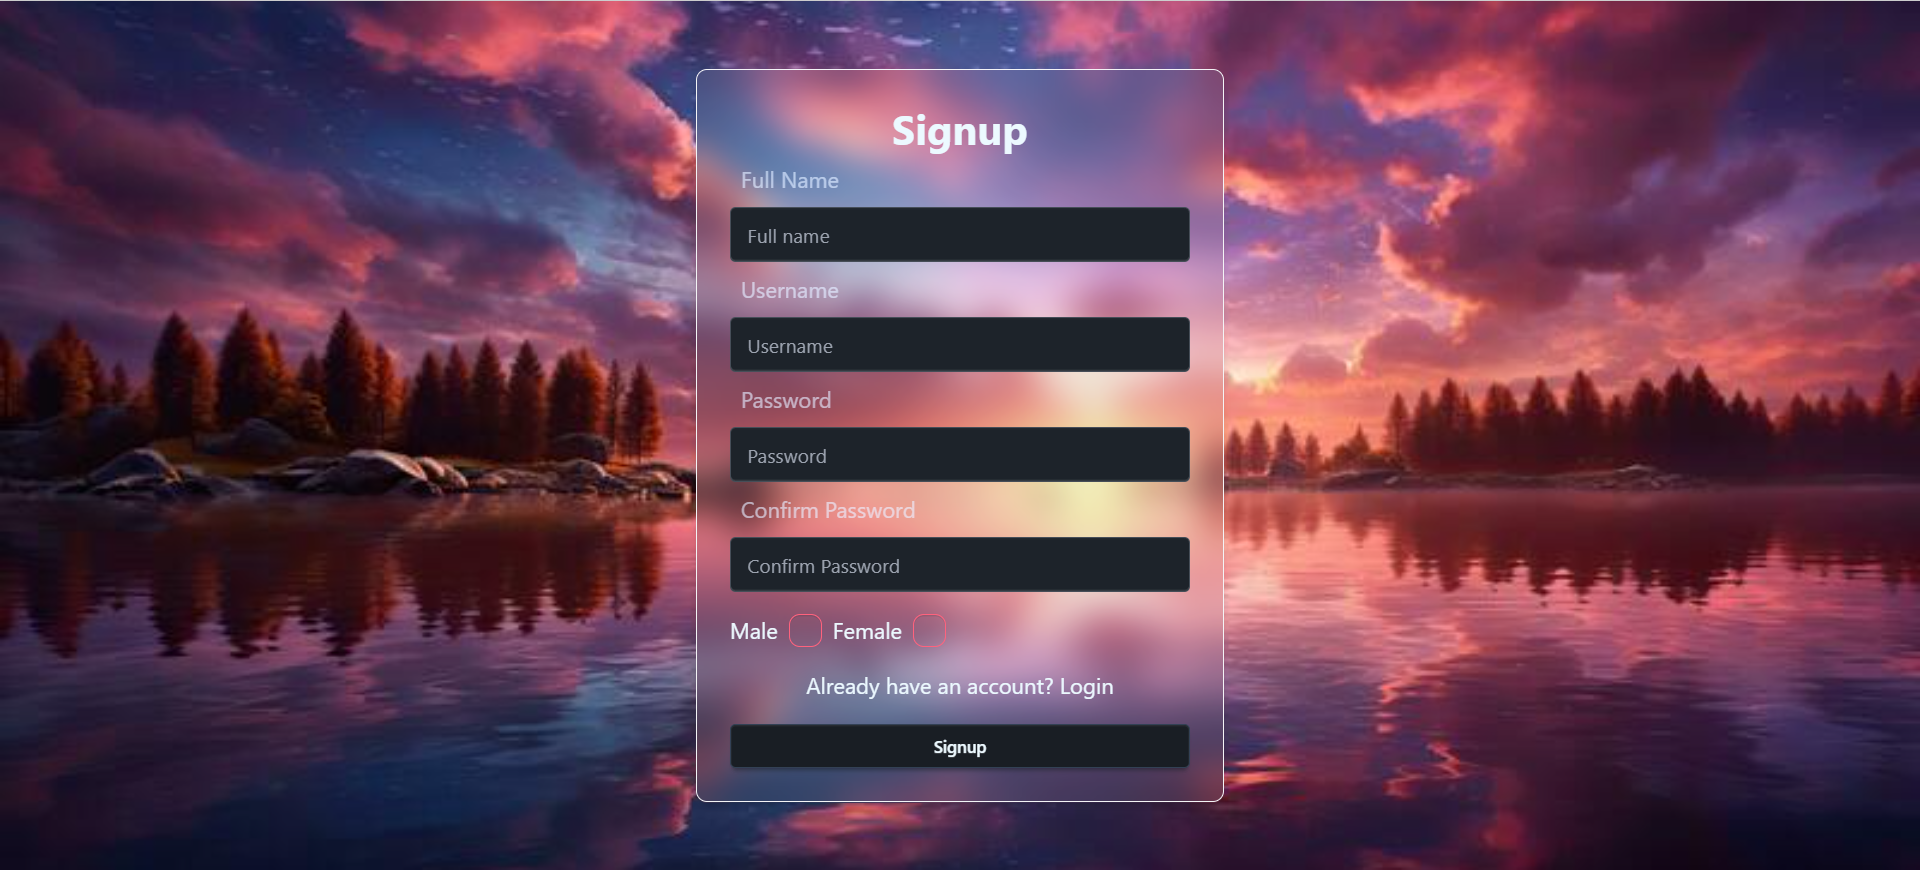 Signup
Full Name
Full name
Username
Username
Password
Password
Confirm Password
Confirm Password
Male Female
Already have an account? Login
Signup